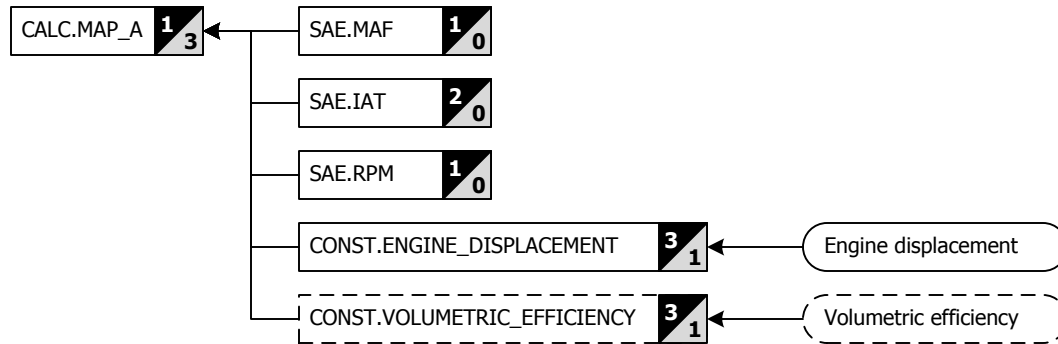 CALC.MAP_A 1 3 SAE.MAF 1 0
SAE.IAT 2 0
SAE.RPM 1 0
CONST.ENGINE_DISPLACEMENT 3 1 Engine displacement
CONST.VOLUMETRIC_EFFICIENCY 3 1 Volumetric efficiency